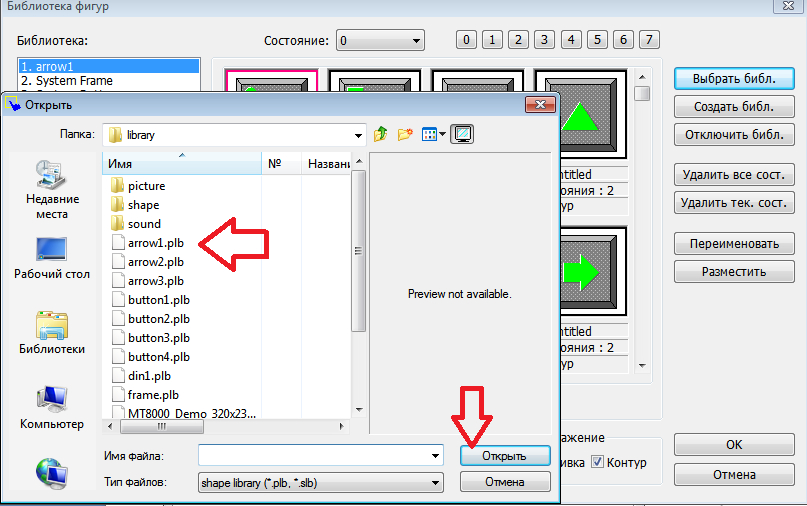 Библиотека фигур
Библиотека:
Состояние:
0
0 1 2 3 4 5 6 7
1. arrow1
2. System Frame
Выбрать библ.
Создать библ.
Отключить библ.
Удалить все сост.
Удалить тек. сост.
Переименовать
Разместить
ntitled
ояния : 2
ур
ntitled
ояния : 2
ур
ажение
ивка Контур
OK
Отмена
Открыть
Папка:
library
Имя
№
Названи
Недавние
места
Рабочий стол
Библиотеки
Компьютер
picture
shape
sound
arrow1.plb
arrow2.plb
arrow3.plb
button1.plb
button2.plb
button3.plb
button4.plb
din1.plb
frame.plb
MT8000_Demo_320x23...
Preview not available.
Имя файла:
Открыть
Тип файлов:
shape library (*.plb, *.slb)
Отмена